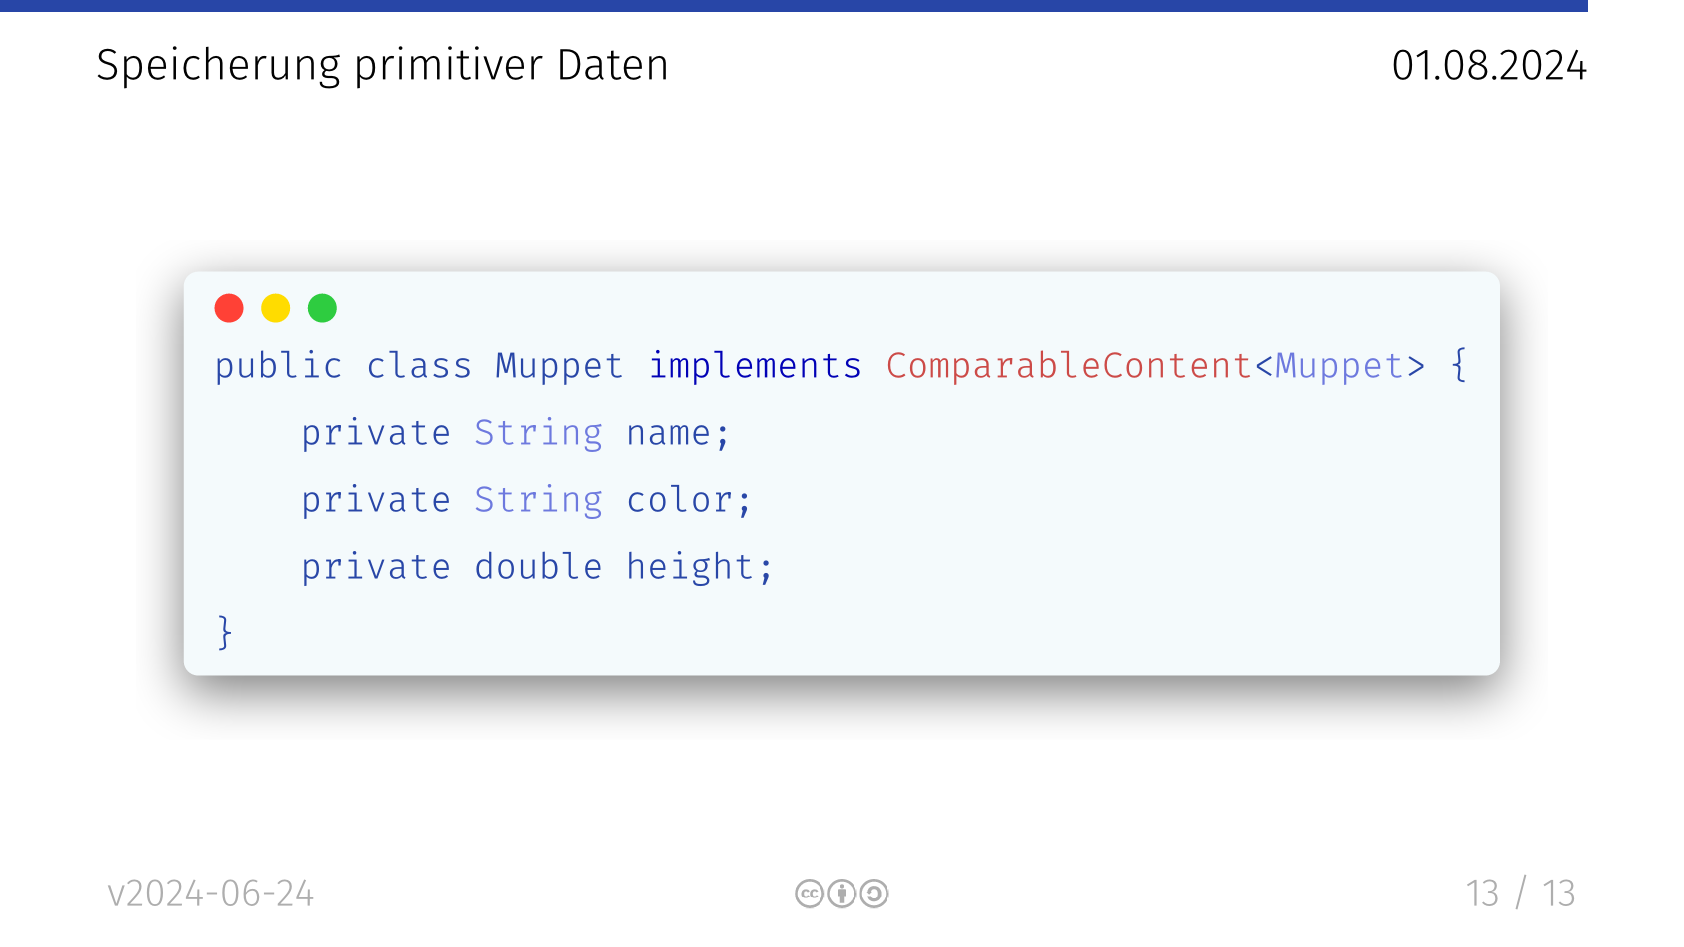 Speicherung primitiver Daten
01.08.2024
public class Muppet implements ComparableContent<Muppet> {
    private String name;
    private String color;
    private double height;
}
v2024-06-24
cc
13 / 13